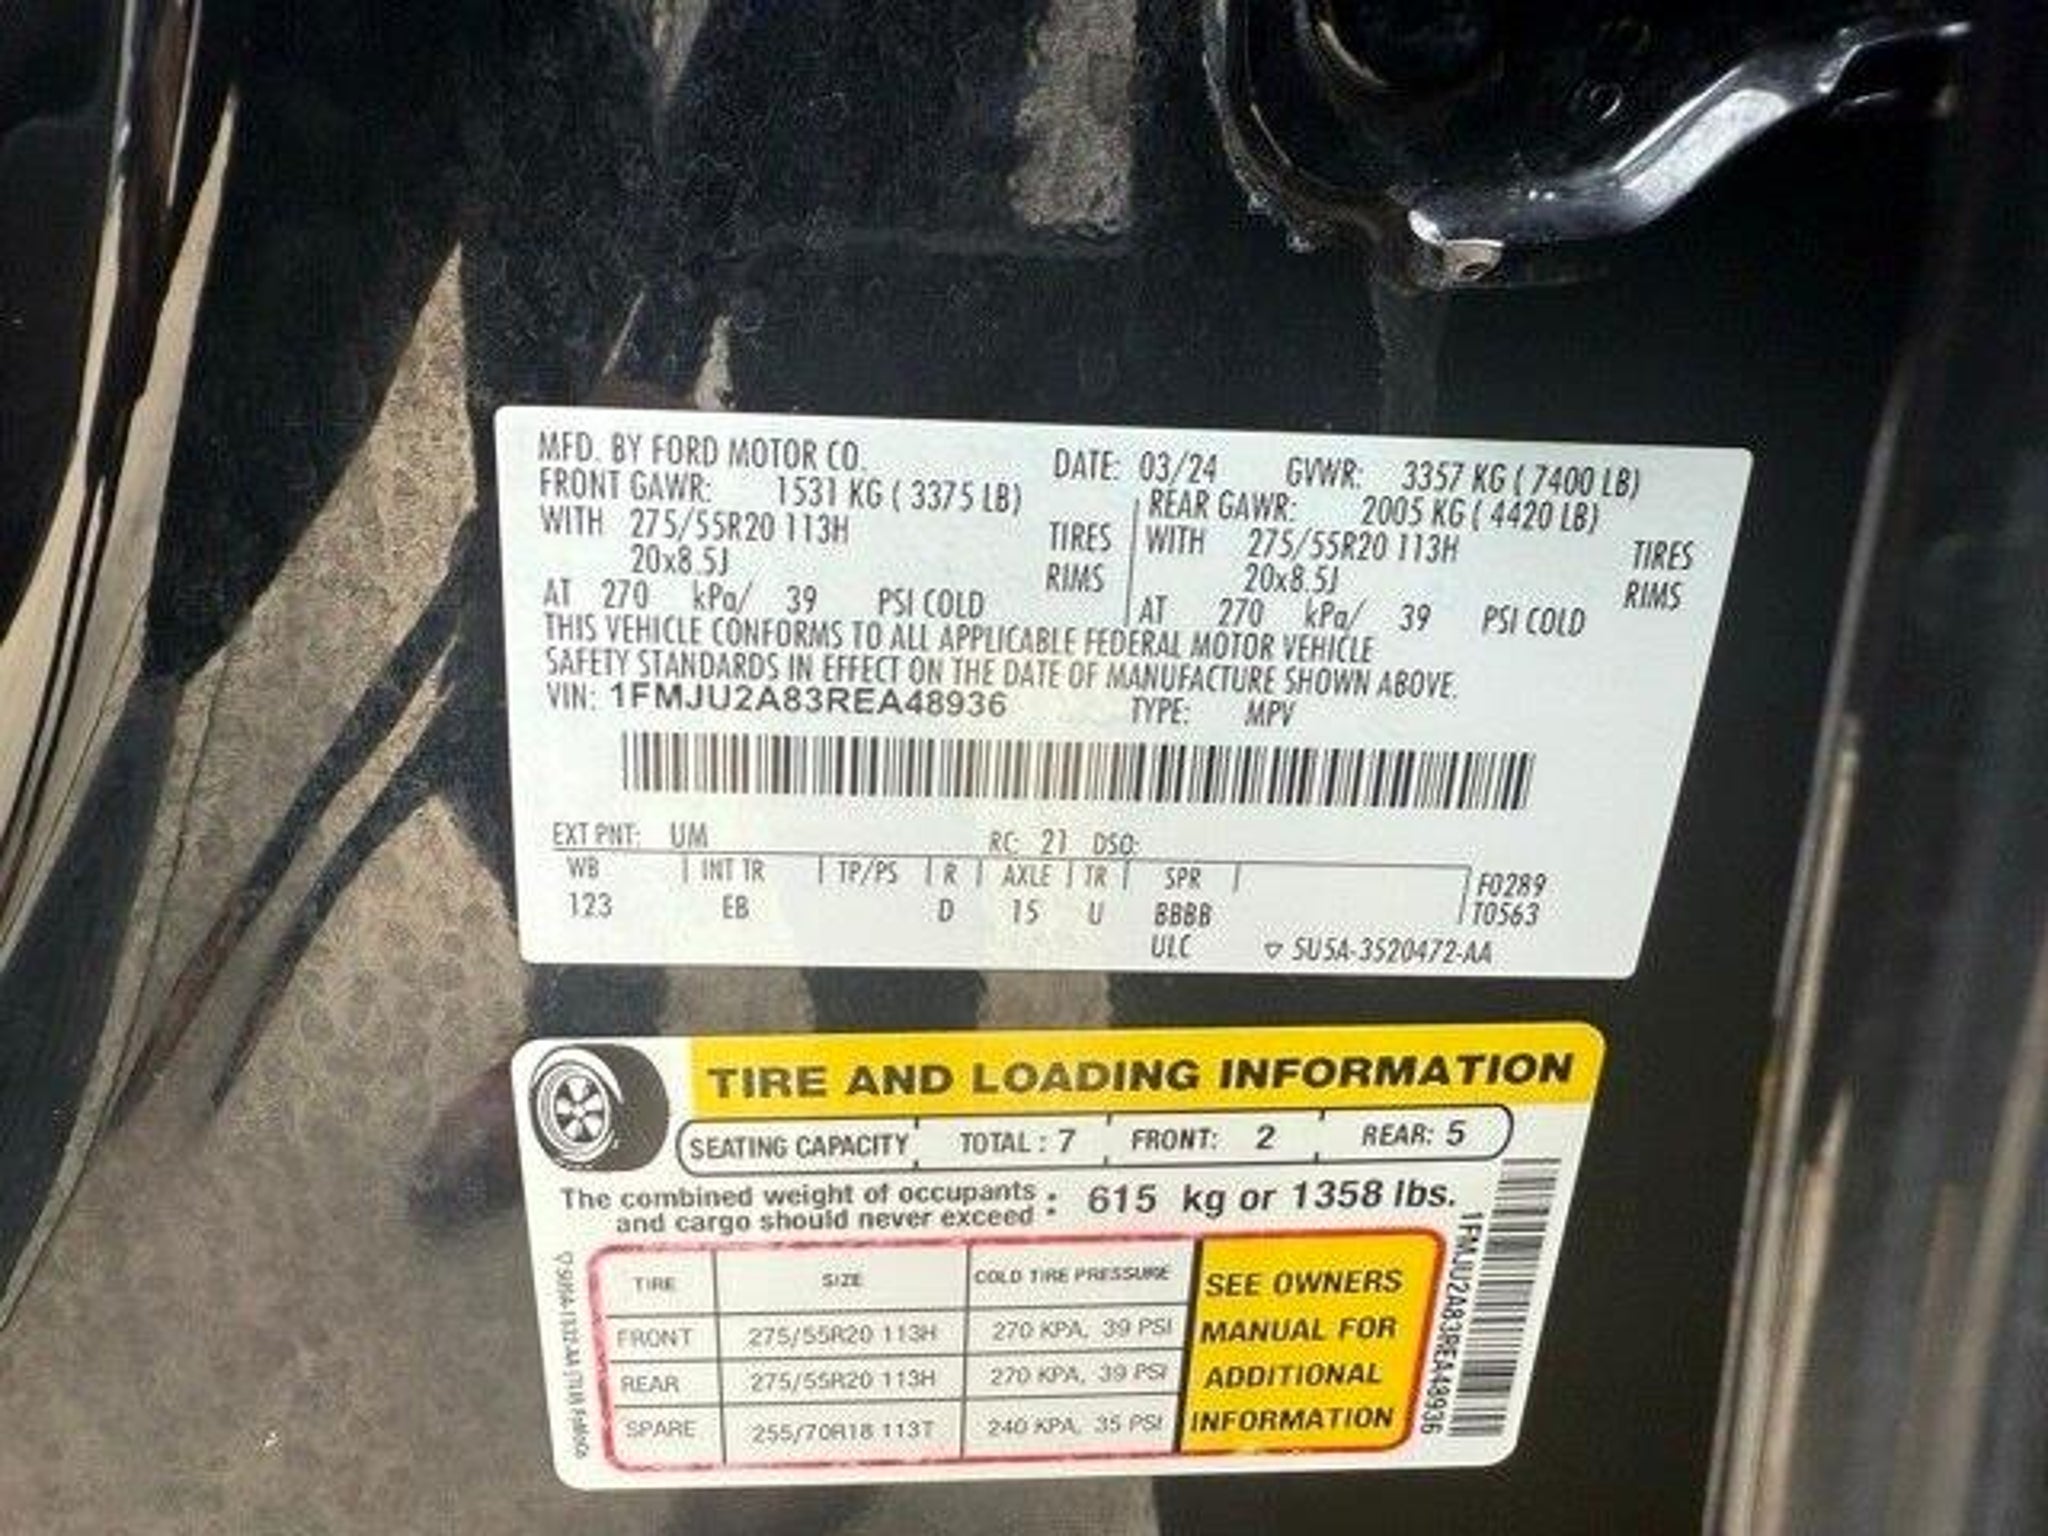 MFD. BY FORD MOTOR CO. DATE: 03/24 GVWR: 3357 KG ( 7400 LB)
FRONT GAWR: 1531 KG ( 3375 LB) REAR GAWR: 2005 KG ( 4420 LB)
WITH 275/55R20 113H TIRES WITH 275/55R20 113H TIRES
20x8.5J RIMS 20x8.5J RIMS
AT 270 kPa/ 39 PSI COLD AT 270 kPa/ 39 PSI COLD
THIS VEHICLE CONFORMS TO ALL APPLICABLE FEDERAL MOTOR VEHICLE
SAFETY STANDARDS IN EFFECT ON THE DATE OF MANUFACTURE SHOWN ABOVE.
VIN: 1FMJU2A83REA48936 TYPE: MPV
EXT PNT: UM RC: 21 DSO:
WB INT TR TP/PS R AXLE TR SPR F0289
123 EB D 15 U BBBB T0563
ULC ▽ 5U5A-3520472-AA
TIRE AND LOADING INFORMATION
SEATING CAPACITY TOTAL : 7 FRONT: 2 REAR: 5
The combined weight of occupants
and cargo should never exceed : 615 kg or 1358 lbs.
TIRE SIZE COLD TIRE PRESSURE
FRONT 275/55R20 113H 270 KPA, 39 PSI
REAR 275/55R20 113H 270 KPA, 39 PSI
SPARE 255/70R18 113T 240 KPA, 35 PSI
SEE OWNERS
MANUAL FOR
ADDITIONAL
INFORMATION
1FMJU2A83REA48936